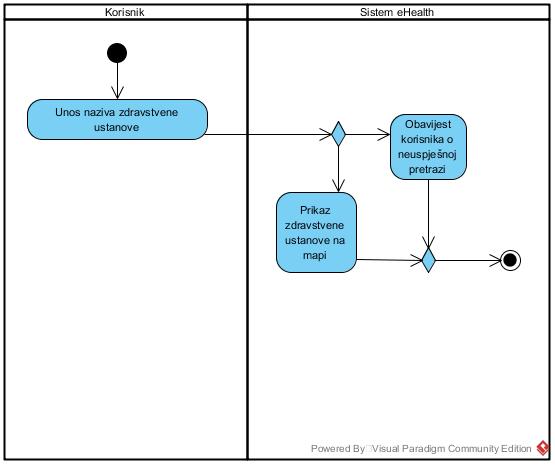 Korisnik
Sistem eHealth
Unos naziva zdravstvene
ustanove
Obavijest
korisnika o
neuspješnoj
pretrazi
Prikaz
zdravstvene
ustanove na
mapi
Powered By Visual Paradigm Community Edition